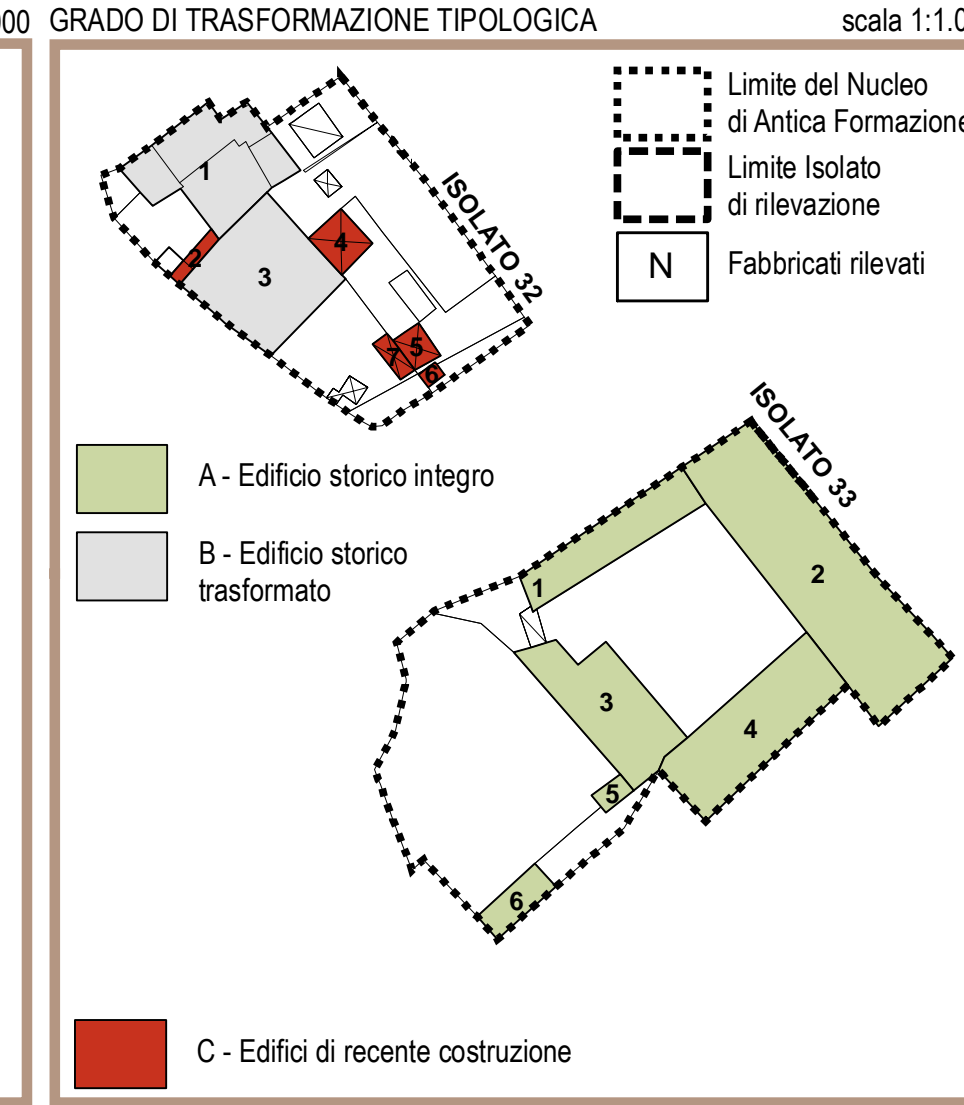 000 GRADO DI TRASFORMAZIONE TIPOLOGICA scala 1:1.0
Limite del Nucleo
di Antica Formazione
Limite Isolato
di rilevazione
N Fabbricati rilevati
ISOLATO 32
1
2
3
4
5
7
6
A - Edificio storico integro
B - Edificio storico
trasformato
ISOLATO 33
2
1
3
4
5
6
C - Edifici di recente costruzione